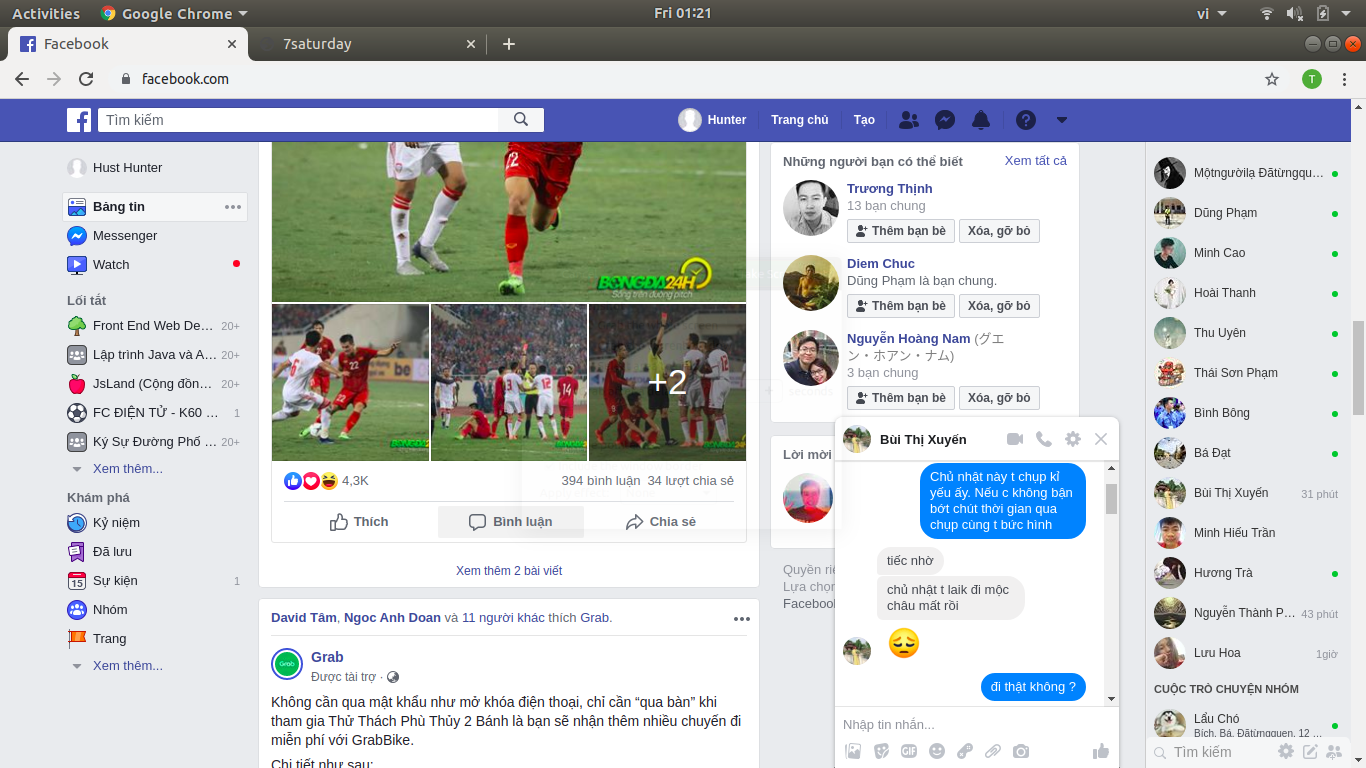 Activities
Google Chrome
Fri 01:21
vi
Facebook
7saturday
facebook.com
T
Tìm kiếm
Hunter
Trang chủ
Tạo
Hust Hunter
Bảng tin
Messenger
Watch
Lối tắt
Front End Web De... 20+
Lập trình Java và A... 20+
JsLand (Cộng đồn... 20+
FC ĐIỆN TỬ - K60 ... 1
Ký Sự Đường Phố ... 20+
Xem thêm...
Khám phá
Kỷ niệm
Đã lưu
15 Sự kiện 1
Nhóm
Trang
Xem thêm...
22
BONGDA24H
Sống trên đường pitch
+2
4,3K
394 bình luận 34 lượt chia sẻ
Thích
Bình luận
Chia sẻ
Xem thêm 2 bài viết
David Tâm, Ngoc Anh Doan và 11 người khác thích Grab.
Grab
Grab
Được tài trợ ·
Không cần qua mật khẩu như mở khóa điện thoại, chỉ cần “qua bàn” khi
tham gia Thử Thách Phù Thủy 2 Bánh là bạn sẽ nhận thêm nhiều chuyến đi
miễn phí với GrabBike.
Chi tiết như sau:
Những người bạn có thể biết
Xem tất cả
Trương Thịnh
13 bạn chung
Thêm bạn bè
Xóa, gỡ bỏ
Diem Chuc
Dũng Phạm là bạn chung.
Thêm bạn bè
Xóa, gỡ bỏ
Nguyễn Hoàng Nam (グエ
ン・ホアン・ナム)
3 bạn chung
Thêm bạn bè
Xóa, gỡ bỏ
Lời mời
Quyền riê
Lựa chọn
Facebook
Bùi Thị Xuyến
Chủ nhật này t chụp kỉ
yếu ấy. Nếu c không bận
bớt chút thời gian qua
chụp cùng t bức hình
tiếc nhờ
chủ nhật t laik đi mộc
châu mất rồi
đi thật không ?
Nhập tin nhắn...
GIF
Mộtngườilạ Đãtừngqu...
Dũng Phạm
Minh Cao
Hoài Thanh
Thu Uyên
Thái Sơn Phạm
Bình Bông
Bá Đạt
Bùi Thị Xuyến 31 phút
Minh Hiếu Trần
Hương Trà
Nguyễn Thành P... 43 phút
Lưu Hoa 1giờ
CUỘC TRÒ CHUYỆN NHÓM
Lẩu Chó
Bích, Bá, Đãtừngquen, 12 ...
Tìm kiếm